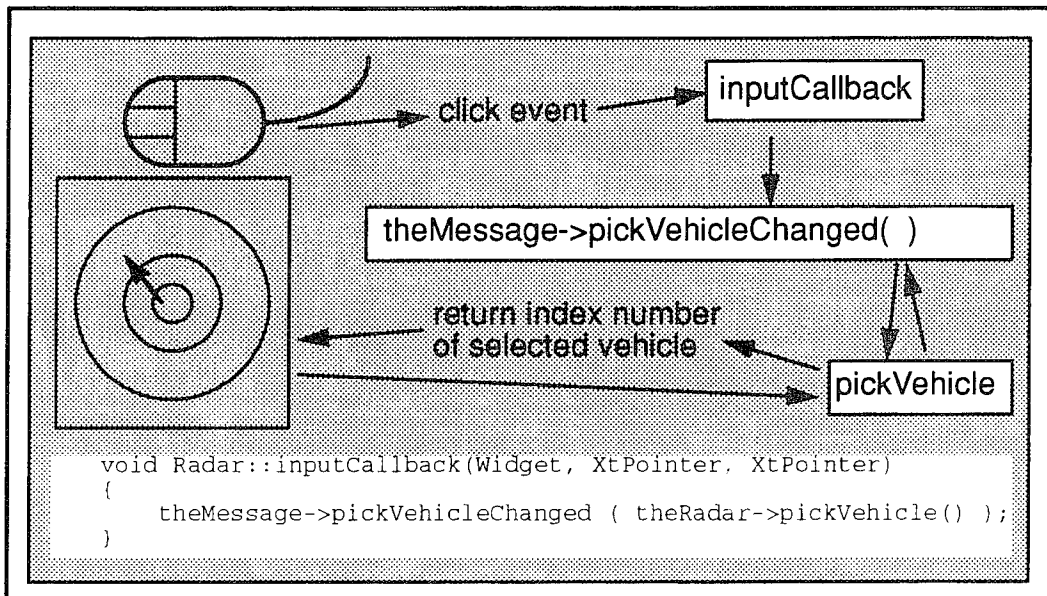 click event
inputCallback
theMessage->pickVehicleChanged( )
return index number
of selected vehicle
pickVehicle
void Radar::inputCallback(Widget, XtPointer, XtPointer)
{
theMessage->pickVehicleChanged ( theRadar->pickVehicle() );
}